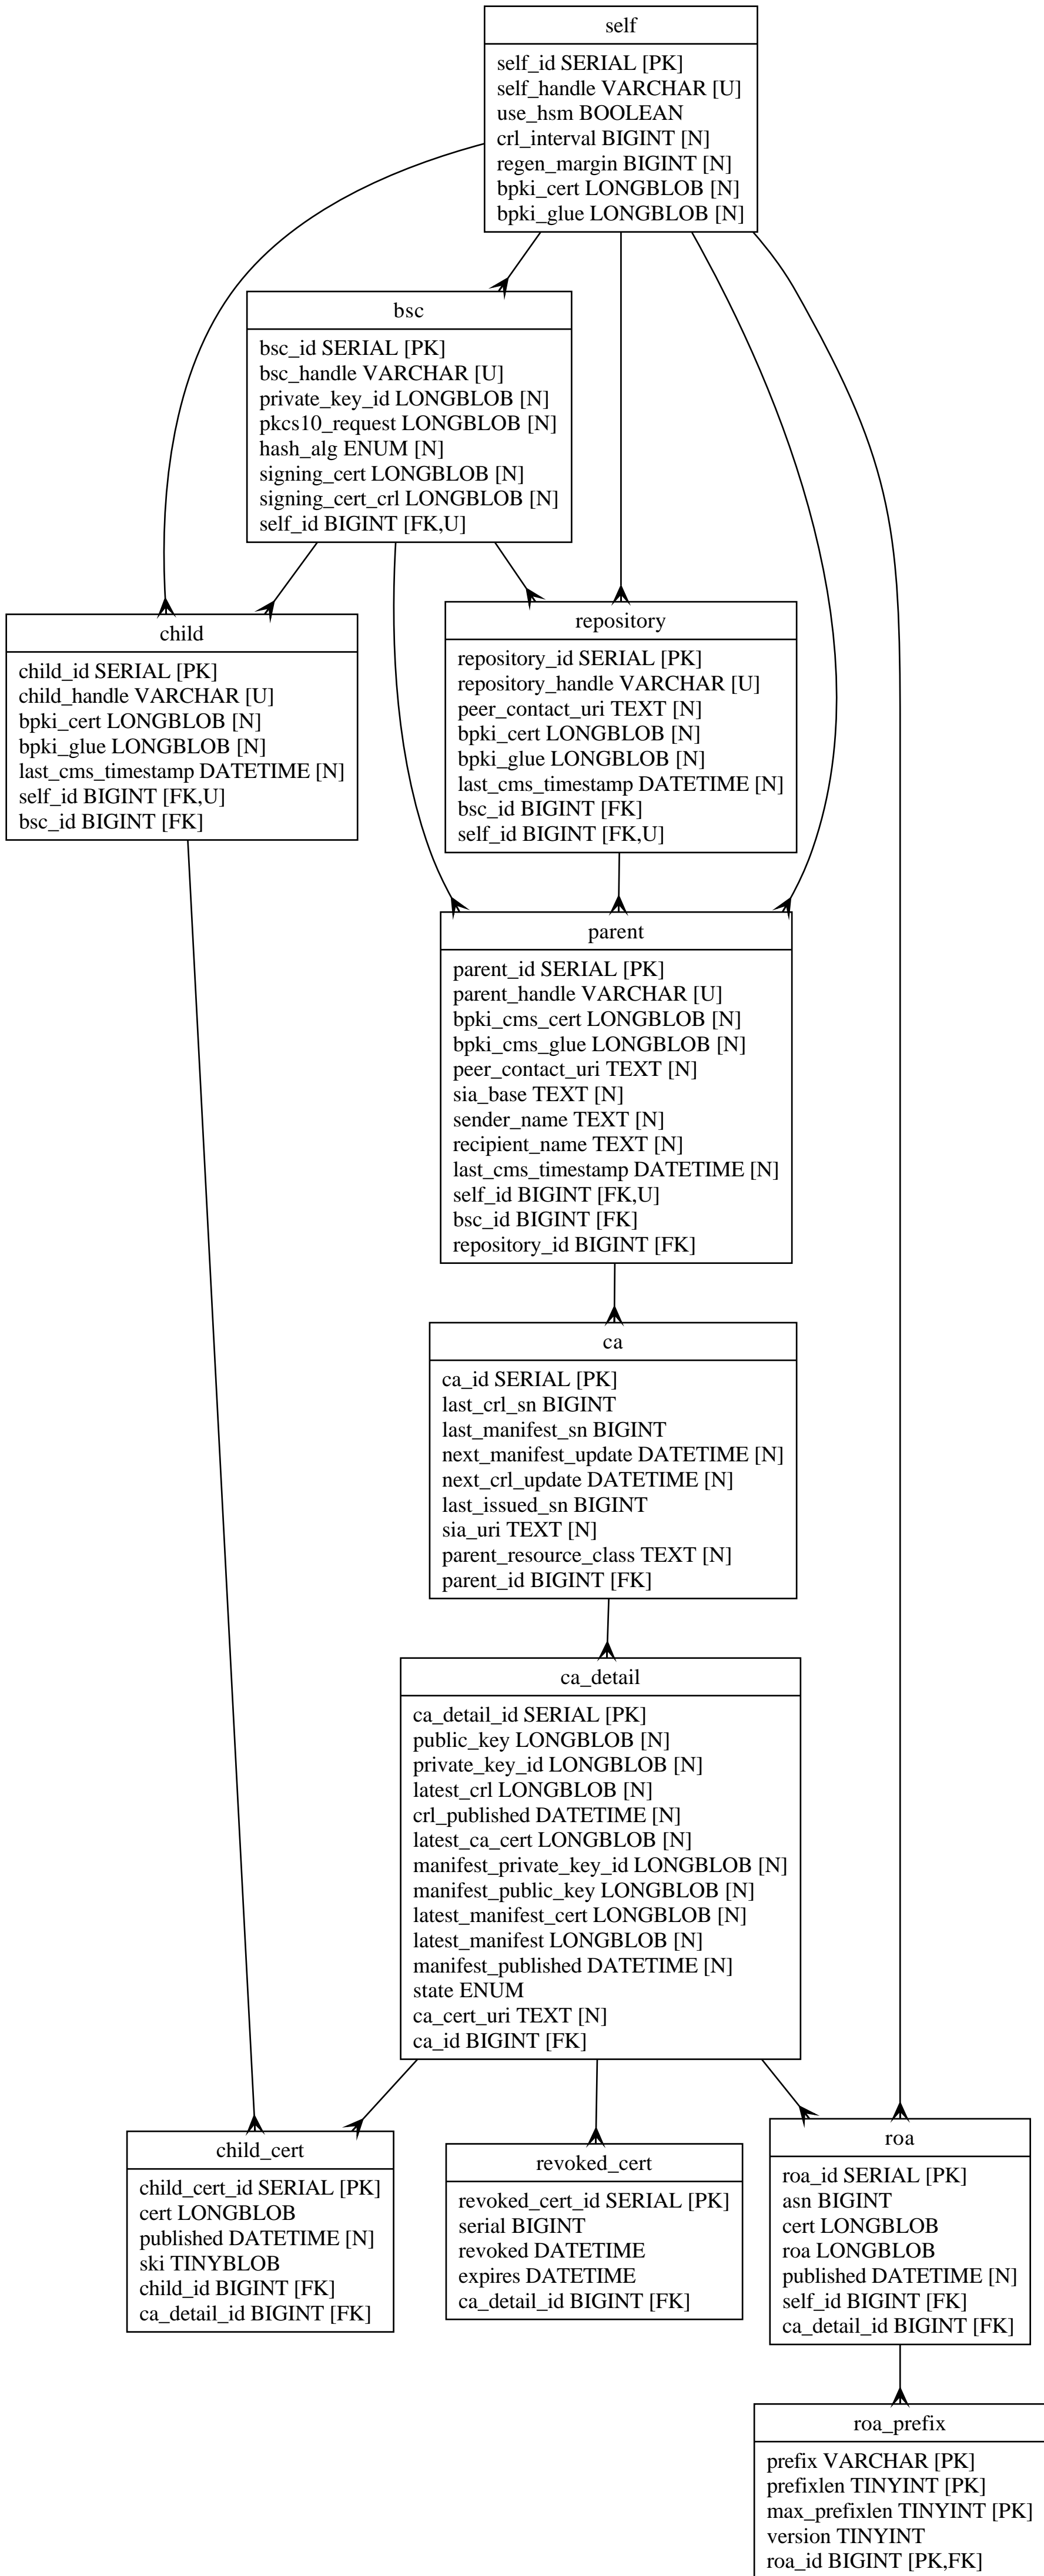 self
self_id SERIAL [PK]
self_handle VARCHAR [U]
use_hsm BOOLEAN
crl_interval BIGINT [N]
regen_margin BIGINT [N]
bpki_cert LONGBLOB [N]
bpki_glue LONGBLOB [N]
bsc
bsc_id SERIAL [PK]
bsc_handle VARCHAR [U]
private_key_id LONGBLOB [N]
pkcs10_request LONGBLOB [N]
hash_alg ENUM [N]
signing_cert LONGBLOB [N]
signing_cert_crl LONGBLOB [N]
self_id BIGINT [FK,U]
child
child_id SERIAL [PK]
child_handle VARCHAR [U]
bpki_cert LONGBLOB [N]
bpki_glue LONGBLOB [N]
last_cms_timestamp DATETIME [N]
self_id BIGINT [FK,U]
bsc_id BIGINT [FK]
repository
repository_id SERIAL [PK]
repository_handle VARCHAR [U]
peer_contact_uri TEXT [N]
bpki_cert LONGBLOB [N]
bpki_glue LONGBLOB [N]
last_cms_timestamp DATETIME [N]
bsc_id BIGINT [FK]
self_id BIGINT [FK,U]
parent
parent_id SERIAL [PK]
parent_handle VARCHAR [U]
bpki_cms_cert LONGBLOB [N]
bpki_cms_glue LONGBLOB [N]
peer_contact_uri TEXT [N]
sia_base TEXT [N]
sender_name TEXT [N]
recipient_name TEXT [N]
last_cms_timestamp DATETIME [N]
self_id BIGINT [FK,U]
bsc_id BIGINT [FK]
repository_id BIGINT [FK]
ca
ca_id SERIAL [PK]
last_crl_sn BIGINT
last_manifest_sn BIGINT
next_manifest_update DATETIME [N]
next_crl_update DATETIME [N]
last_issued_sn BIGINT
sia_uri TEXT [N]
parent_resource_class TEXT [N]
parent_id BIGINT [FK]
ca_detail
ca_detail_id SERIAL [PK]
public_key LONGBLOB [N]
private_key_id LONGBLOB [N]
latest_crl LONGBLOB [N]
crl_published DATETIME [N]
latest_ca_cert LONGBLOB [N]
manifest_private_key_id LONGBLOB [N]
manifest_public_key LONGBLOB [N]
latest_manifest_cert LONGBLOB [N]
latest_manifest LONGBLOB [N]
manifest_published DATETIME [N]
state ENUM
ca_cert_uri TEXT [N]
ca_id BIGINT [FK]
child_cert
child_cert_id SERIAL [PK]
cert LONGBLOB
published DATETIME [N]
ski TINYBLOB
child_id BIGINT [FK]
ca_detail_id BIGINT [FK]
revoked_cert
revoked_cert_id SERIAL [PK]
serial BIGINT
revoked DATETIME
expires DATETIME
ca_detail_id BIGINT [FK]
roa
roa_id SERIAL [PK]
asn BIGINT
cert LONGBLOB
roa LONGBLOB
published DATETIME [N]
self_id BIGINT [FK]
ca_detail_id BIGINT [FK]
roa_prefix
prefix VARCHAR [PK]
prefixlen TINYINT [PK]
max_prefixlen TINYINT [PK]
version TINYINT
roa_id BIGINT [PK,FK]